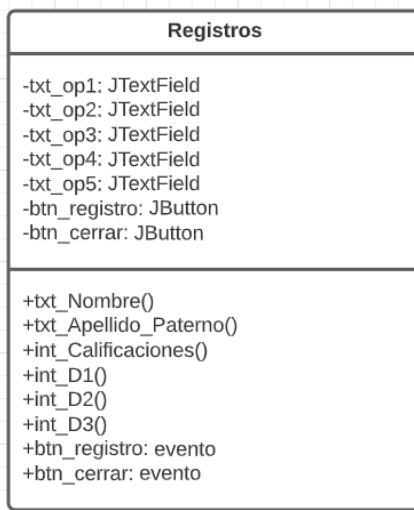 Registros
-txt_op1: JTextField
-txt_op2: JTextField
-txt_op3: JTextField
-txt_op4: JTextField
-txt_op5: JTextField
-btn_registro: JButton
-btn_cerrar: JButton
+txt_Nombre()
+txt_Apellido_Paterno()
+int_Calificaciones()
+int_D1()
+int_D2()
+int_D3()
+btn_registro: evento
+btn_cerrar: evento